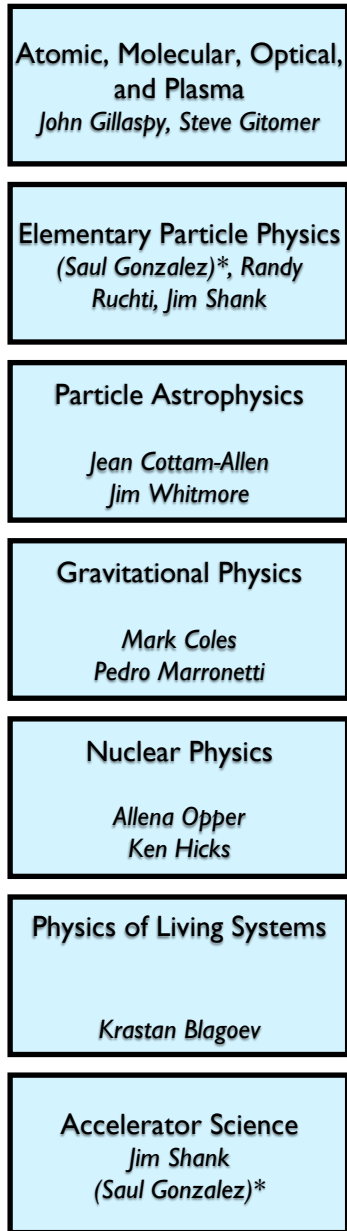 Atomic, Molecular, Optical,
and Plasma
John Gillaspy, Steve Gitomer
Elementary Particle Physics
(Saul Gonzalez)*, Randy
Ruchti, Jim Shank
Particle Astrophysics
Jean Cottam-Allen
Jim Whitmore
Gravitational Physics
Mark Coles
Pedro Marronetti
Nuclear Physics
Allena Opper
Ken Hicks
Physics of Living Systems
Krastan Blagoev
Accelerator Science
Jim Shank
(Saul Gonzalez)*